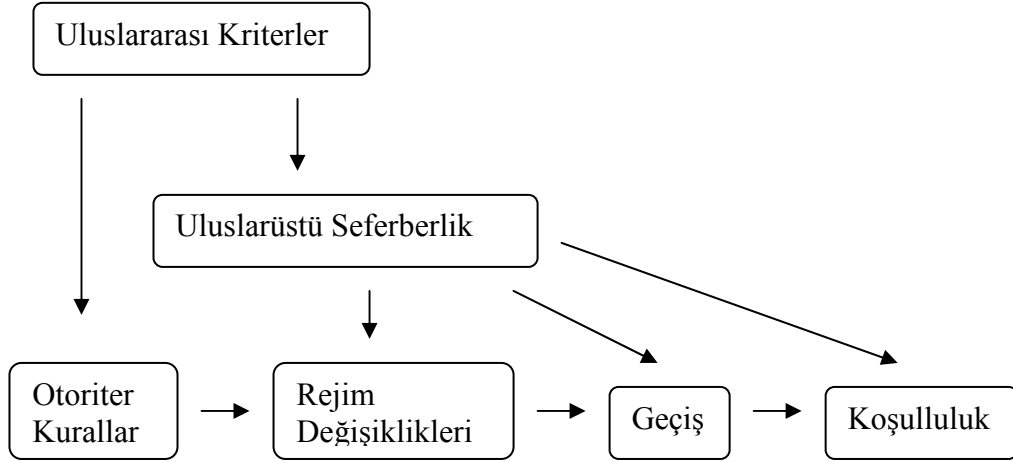 Uluslararası Kriterler
Uluslarüstü Seferberlik
Otoriter
Kurallar
Rejim
Değişiklikleri
Geçiş
Koşulluluk